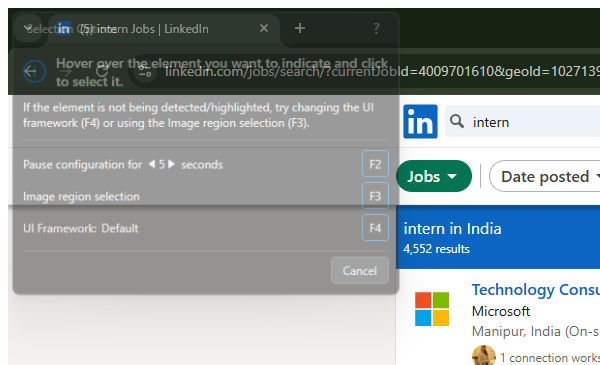 Selection Options
(5) intern Jobs | LinkedIn
?
Hover over the element you want to indicate and click
to select it.
linkedin.com/jobs/search/?currentJobId=4009701610&geoId=1027139
If the element is not being detected/highlighted, try changing the UI
framework (F4) or using the Image region selection (F3).
in
intern
Pause configuration for 5 seconds
F2
Jobs
Date posted
Image region selection
F3
UI Framework: Default
F4
intern in India
4,552 results
Cancel
Technology Consu
Microsoft
Manipur, India (On-s
1 connection works